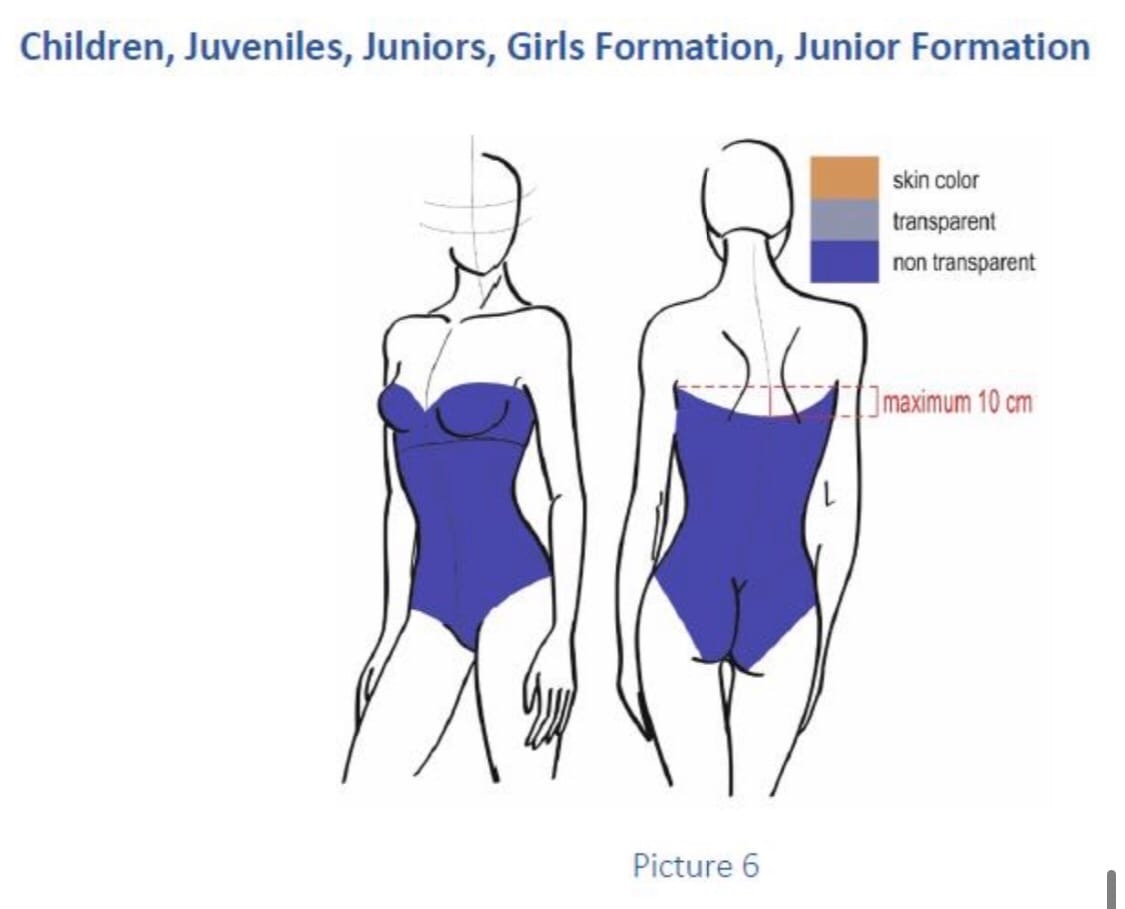 Children, Juveniles, Juniors, Girls Formation, Junior Formation
skin color
transparent
non transparent
maximum 10 cm
Picture 6